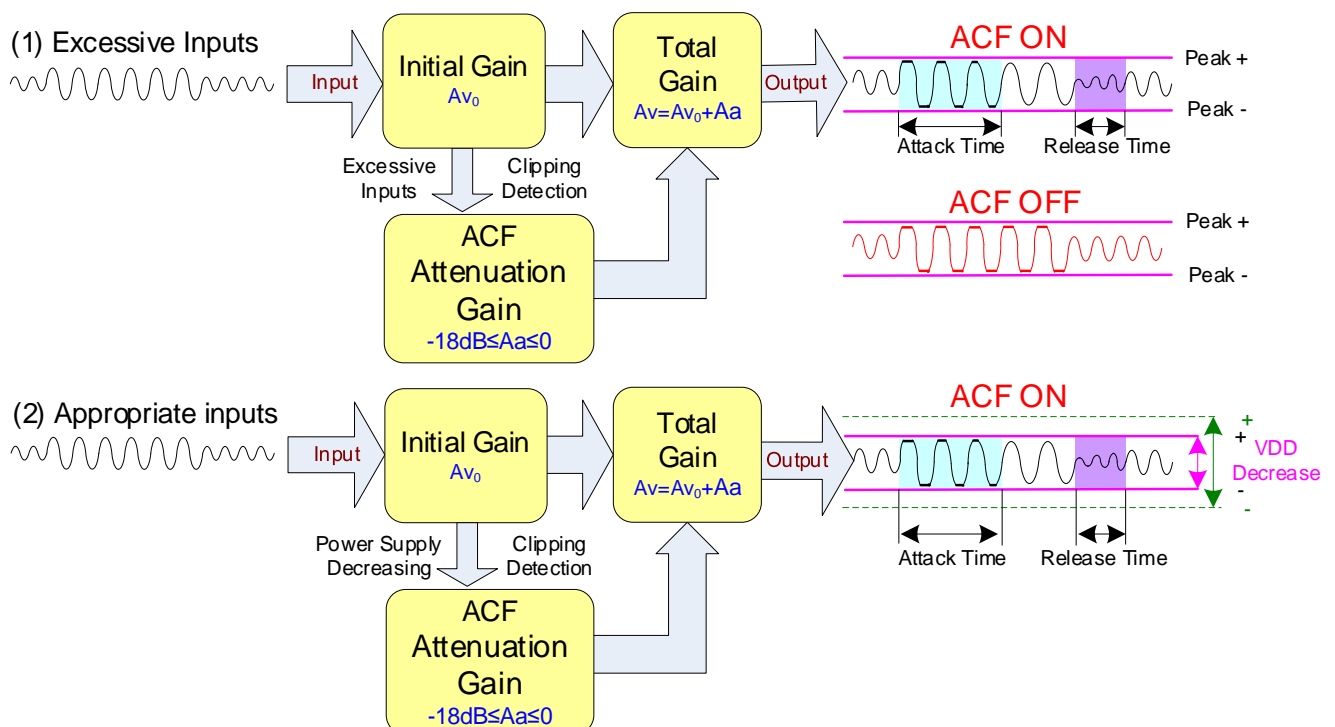 (1) Excessive Inputs
Input
Initial Gain
Av0
Total
Gain
Av=Av0+Aa
Output
ACF ON
Peak +
Peak -
Attack Time
Release Time
Excessive
Inputs
Clipping
Detection
ACF
Attenuation
Gain
-18dB≤Aa≤0
ACF OFF
Peak +
Peak -
(2) Appropriate inputs
Input
Initial Gain
Av0
Total
Gain
Av=Av0+Aa
Output
ACF ON
+
+
VDD
Decrease
-
-
Attack Time
Release Time
Power Supply
Decreasing
Clipping
Detection
ACF
Attenuation
Gain
-18dB≤Aa≤0